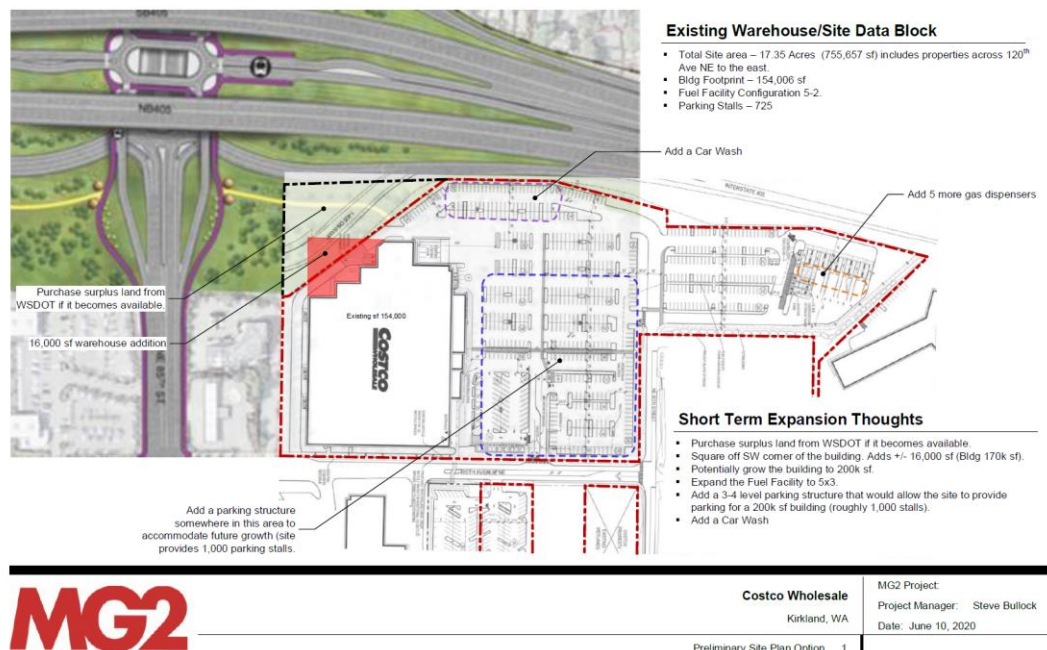 SB405
NB405
NE 85TH ST
Existing Warehouse/Site Data Block
▪ Total Site area – 17.35 Acres (755,657 sf) includes properties across 120th
Ave NE to the east.
▪ Bldg Footprint – 154,006 sf
▪ Fuel Facility Configuration 5-2.
▪ Parking Stalls – 725
Add a Car Wash
INTERSTATE 405
Add 5 more gas dispensers
Purchase surplus land from
WSDOT if it becomes available.
16,000 sf warehouse addition
Existing sf 154,000
COSTCO
WHOLESALE
Short Term Expansion Thoughts
▪ Purchase surplus land from WSDOT if it becomes available.
▪ Square off SW corner of the building. Adds +/- 16,000 sf (Bldg 170k sf).
▪ Potentially grow the building to 200k sf.
▪ Expand the Fuel Facility to 5x3.
▪ Add a 3-4 level parking structure that would allow the site to provide
parking for a 200k sf building (roughly 1,000 stalls).
▪ Add a Car Wash
Add a parking structure
somewhere in this area to
accommodate future growth (site
provides 1,000 parking stalls.
MG2
Costco Wholesale
Kirkland, WA
Preliminary Site Plan Option 1
MG2 Project:
Project Manager: Steve Bullock
Date: June 10, 2020